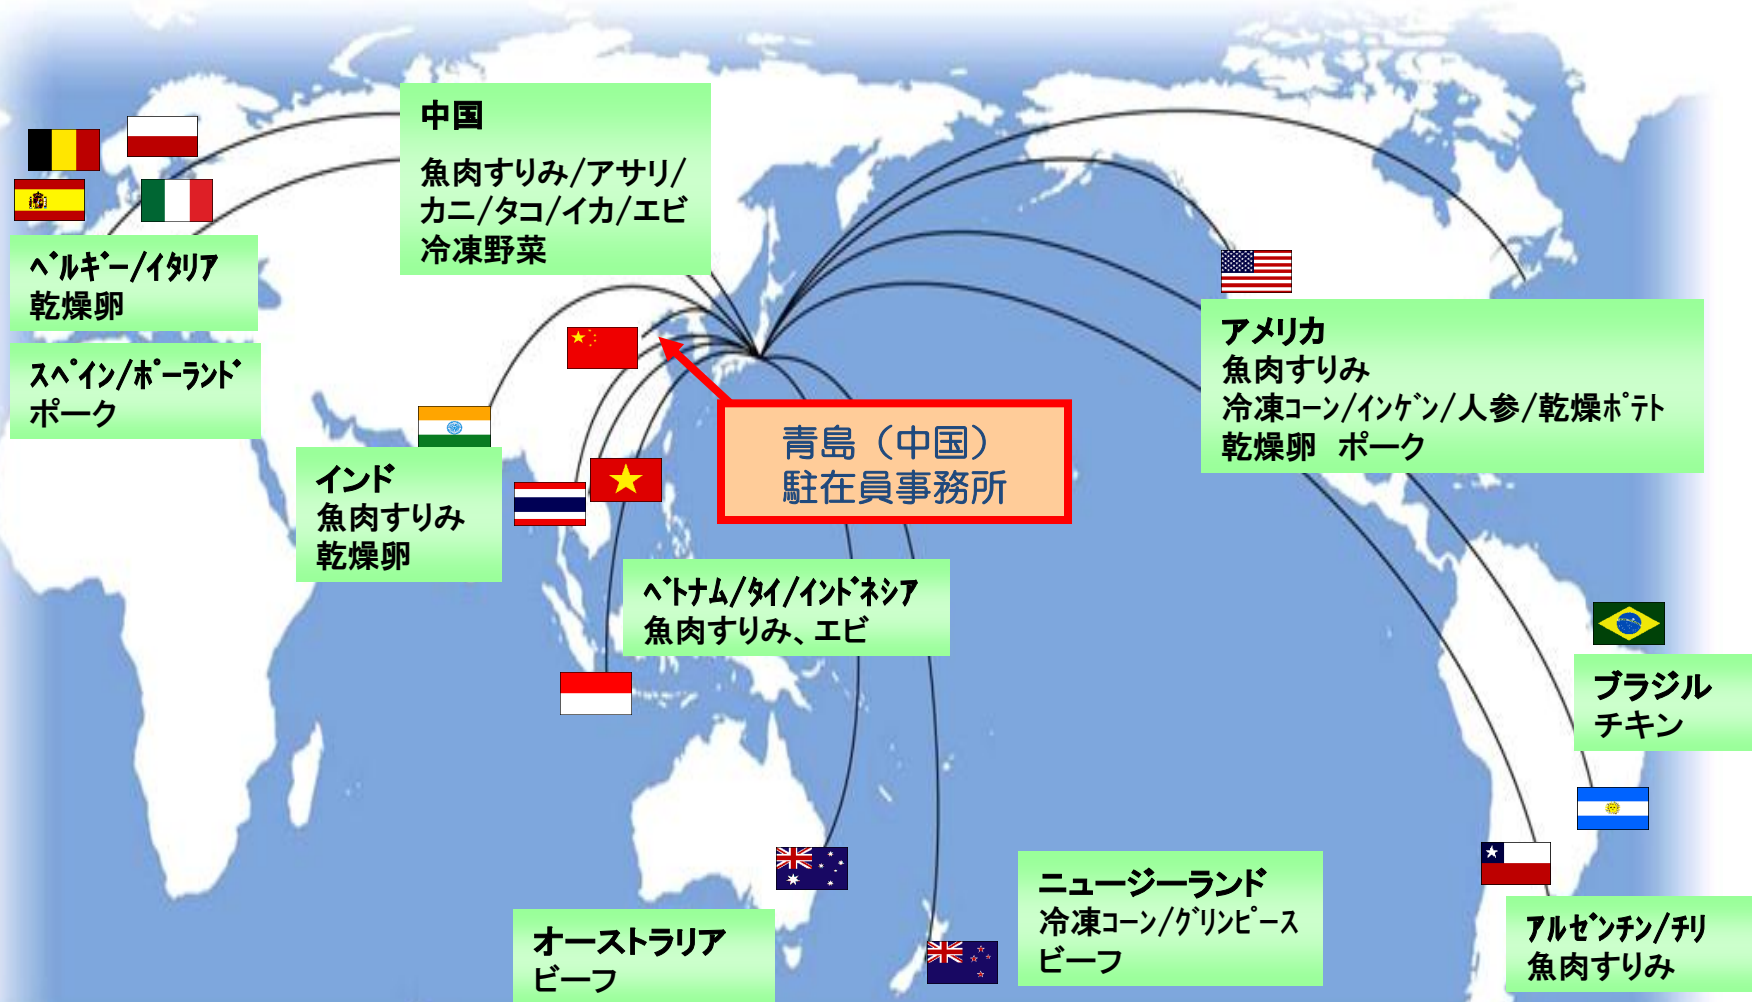 中国
魚肉すりみ/アサリ/
カニ/タコ/イカ/エビ
冷凍野菜
ﾍﾞﾙｷﾞｰ/ｲﾀﾘｱ
乾燥卵
ｽﾍﾟｲﾝ/ﾎﾟｰﾗﾝﾄﾞ
ポーク
アメリカ
魚肉すりみ
冷凍ｺｰﾝ/ｲﾝｹﾞﾝ/人参/乾燥ﾎﾟﾃﾄ
乾燥卵 ポーク
青島（中国）
駐在員事務所
インド
魚肉すりみ
乾燥卵
ﾍﾞﾄﾅﾑ/ﾀｲ/ｲﾝﾄﾞﾈｼｱ
魚肉すりみ、エビ
ブラジル
チキン
ニュージーランド
冷凍ｺｰﾝ/ｸﾞﾘﾝﾋﾟｰｽ
ビーフ
オーストラリア
ビーフ
ｱﾙｾﾞﾝﾁﾝ/ﾁﾘ
魚肉すりみ